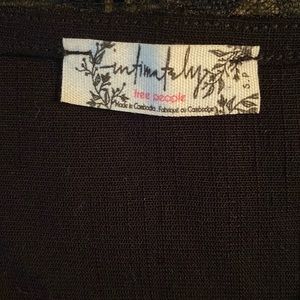 intimately
free people
Made in Cambodia . Fabriqué au Cambodge
S.P